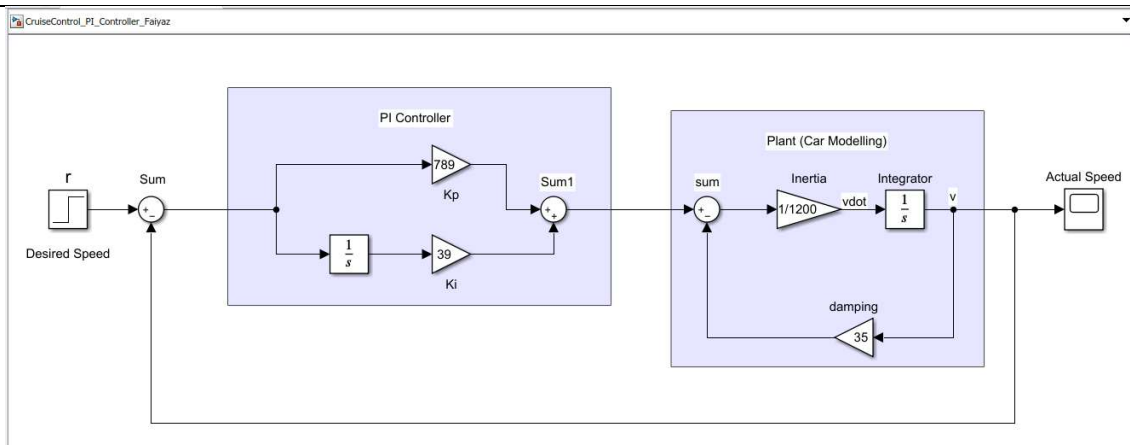 CruiseControl_PI_Controller_Faiyaz
PI Controller
Plant (Car Modelling)
r
Sum
789
Kp
Sum1
sum
Inertia
Integrator
Actual Speed
+
−
+
+
+
−
1/1200
vdot
1
s
v
Desired Speed
1
s
39
Ki
damping
35